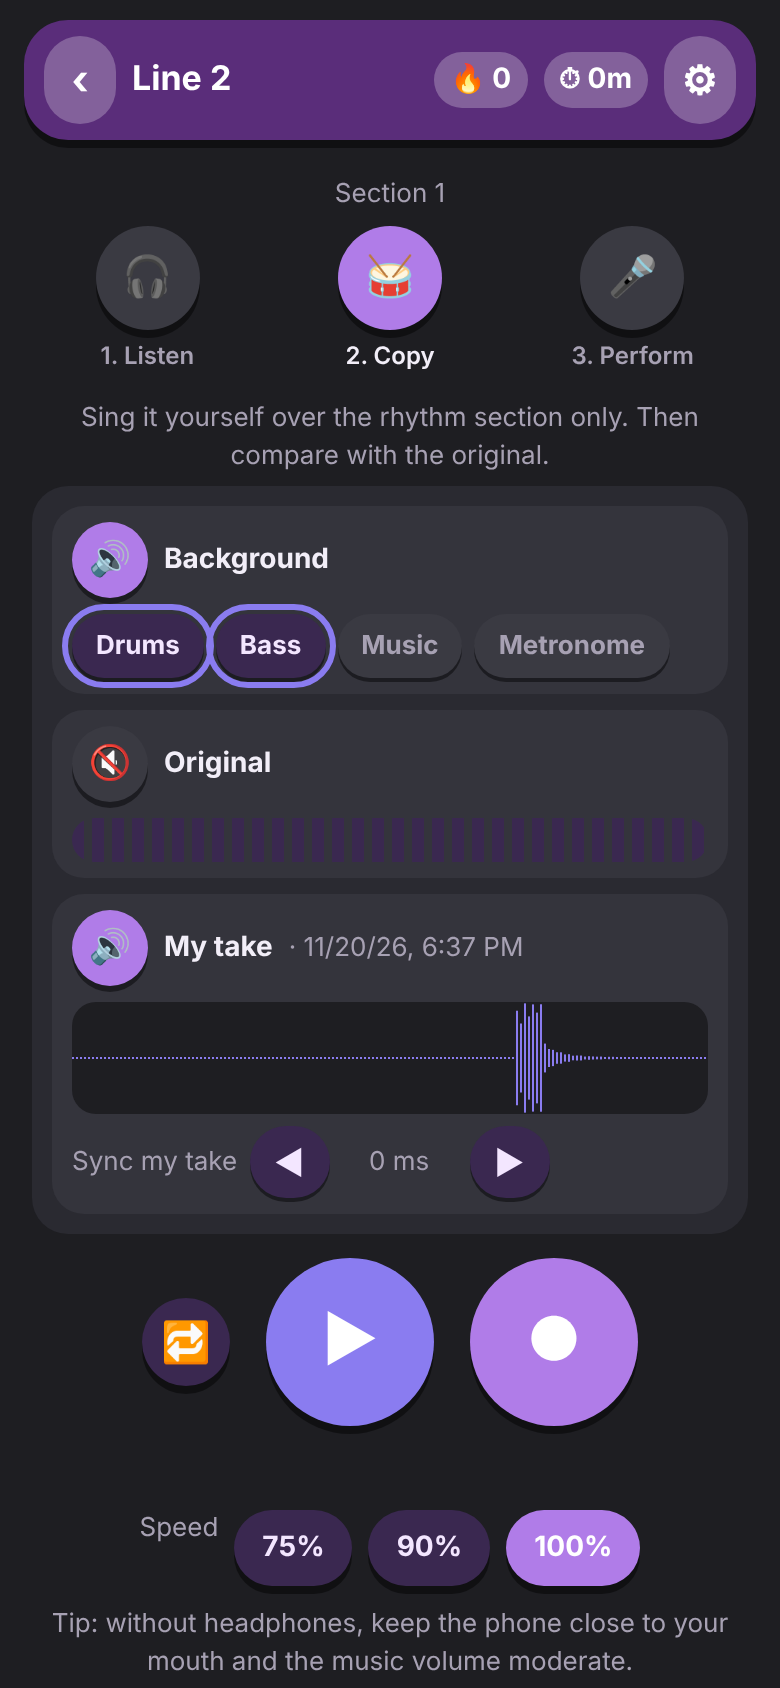 Line 2
0
0m
Section 1
1. Listen
2. Copy
3. Perform
Sing it yourself over the rhythm section only. Then
compare with the original.
Background
Drums
Bass
Music
Metronome
Original
My take · 11/20/26, 6:37 PM
Sync my take
0 ms
Speed
75%
90%
100%
Tip: without headphones, keep the phone close to your
mouth and the music volume moderate.